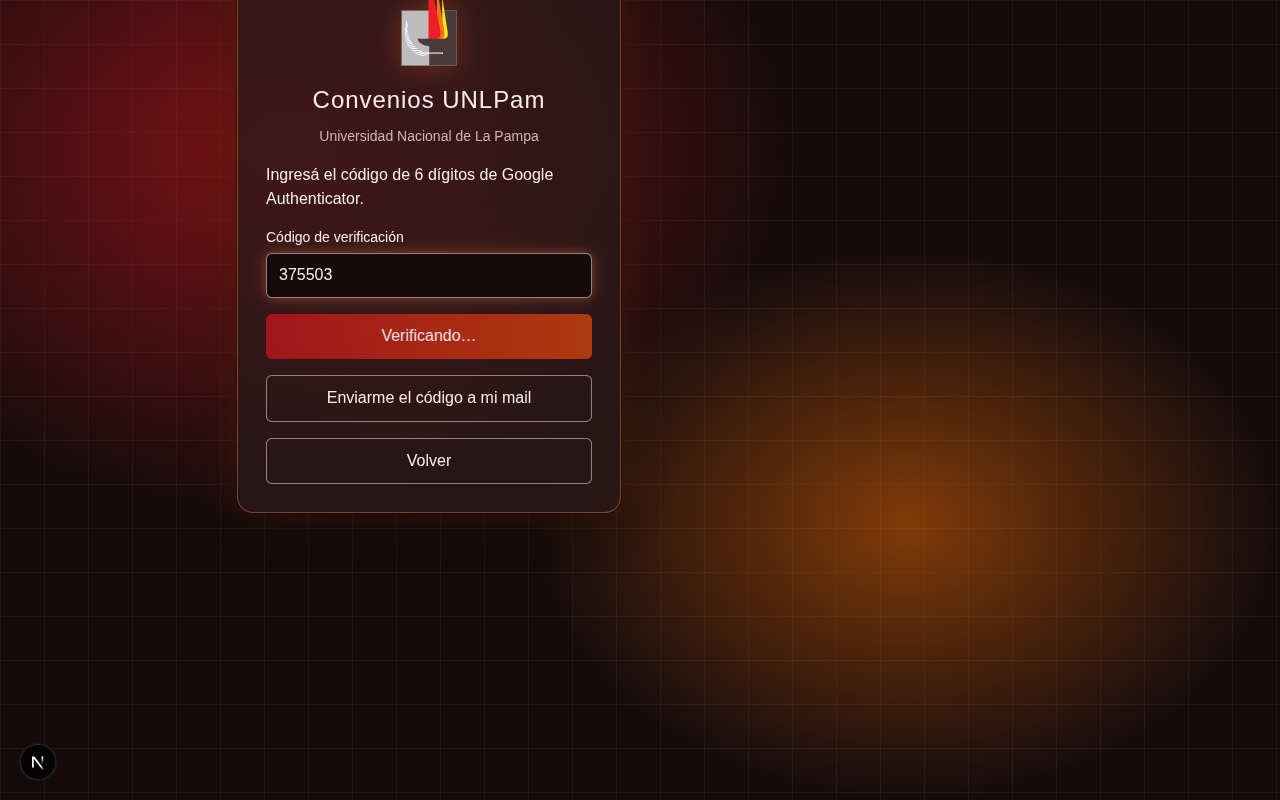 Convenios UNLPam
Universidad Nacional de La Pampa
Ingresá el código de 6 dígitos de Google
Authenticator.
Código de verificación
375503
Verificando…
Enviarme el código a mi mail
Volver
N